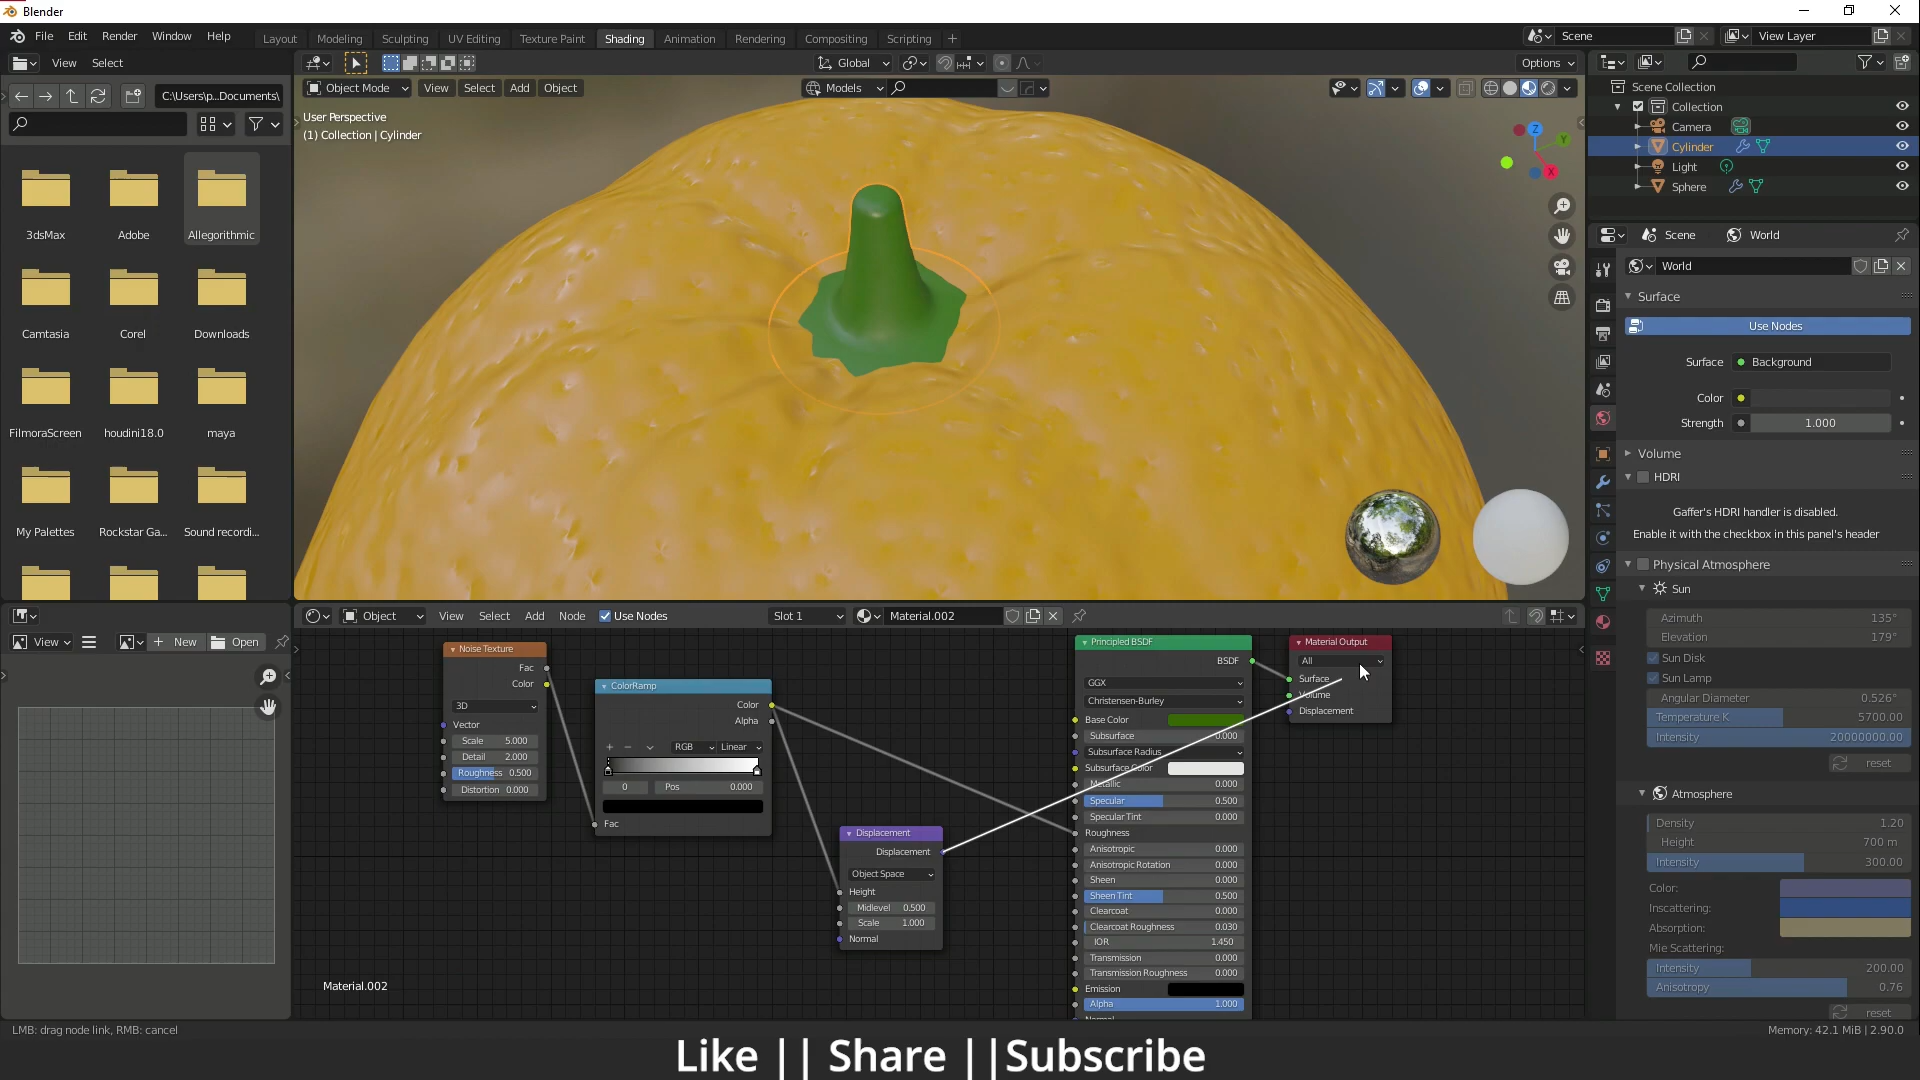 Blender
File Edit Render Window Help
Layout Modeling Sculpting UV Editing Texture Paint Shading Animation Rendering Compositing Scripting +
Scene
View Layer
View Select
Global
Options
C:\Users\p...Documents\
Object Mode View Select Add Object
Models
User Perspective
(1) Collection | Cylinder
Z
Y
X
Scene Collection
Collection
Camera
Cylinder
Light
Sphere
3dsMax Adobe Allegorithmic
Camtasia Corel Downloads
FilmoraScreen houdini18.0 maya
My Palettes Rockstar Ga... Sound recordi...
Scene World
World
Surface
Use Nodes
Surface Background
Color
Strength 1.000
Volume
HDRI
Gaffer's HDRI handler is disabled.
Enable it with the checkbox in this panel's header
Physical Atmosphere
Sun
Azimuth 135°
Elevation 179°
Sun Disk
Sun Lamp
Angular Diameter 0.526°
Temperature K 5700.00
Intensity 20000000.00
reset
Atmosphere
Density 1.20
Height 700 m
Intensity 300.00
Color:
Inscattering:
Absorption:
Mie Scattering:
Intensity 200.00
Anisotropy 0.76
reset
View + New Open
Object View Select Add Node Use Nodes Slot 1 Material.002
Noise Texture
Fac
Color
3D
Vector
Scale 5.000
Detail 2.000
Roughness 0.500
Distortion 0.000
ColorRamp
Color
Alpha
+ − RGB Linear
0 Pos 0.000
Fac
Displacement
Displacement
Object Space
Height
Midlevel 0.500
Scale 1.000
Normal
Principled BSDF
BSDF
GGX
Christensen-Burley
Base Color
Subsurface 0.000
Subsurface Radius
Subsurface Color
Metallic 0.000
Specular 0.500
Specular Tint 0.000
Roughness
Anisotropic 0.000
Anisotropic Rotation 0.000
Sheen 0.000
Sheen Tint 0.500
Clearcoat 0.000
Clearcoat Roughness 0.030
IOR 1.450
Transmission 0.000
Transmission Roughness 0.000
Emission
Alpha 1.000
Material Output
All
Surface
Volume
Displacement
Material.002
LMB: drag node link, RMB: cancel
Memory: 42.1 MiB | 2.90.0
Like || Share ||Subscribe